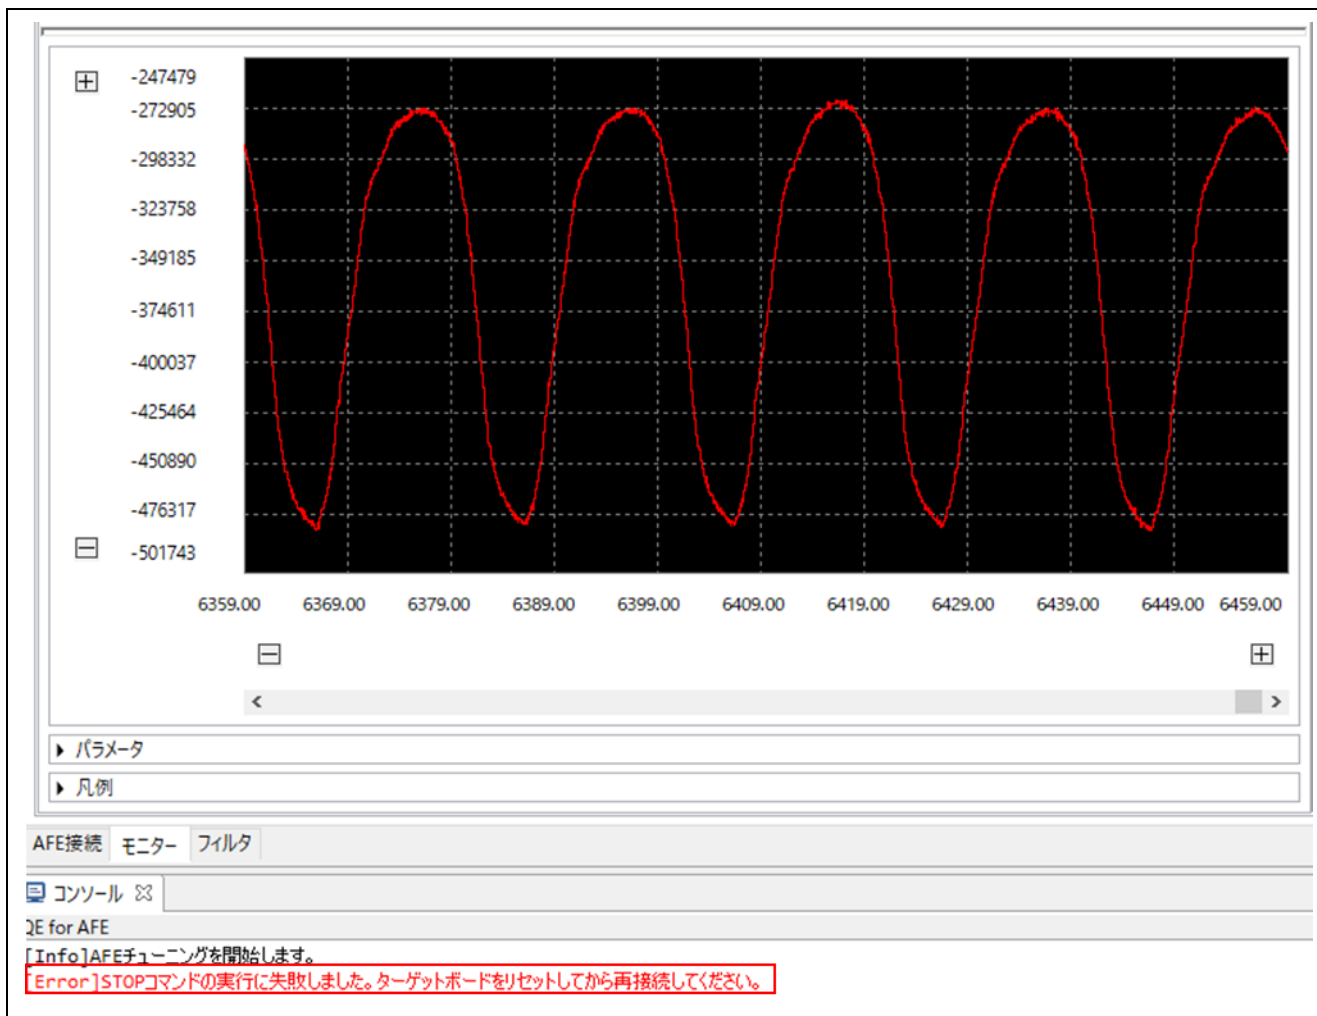 -247479
-272905
-298332
-323758
-349185
-374611
-400037
-425464
-450890
-476317
-501743
6359.00 6369.00 6379.00 6389.00 6399.00 6409.00 6419.00 6429.00 6439.00 6449.00 6459.00
パラメータ
凡例
AFE接続 モニター フィルタ
コンソール
QE for AFE
[Info]AFEチューニングを開始します。
[Error]STOPコマンドの実行に失敗しました。ターゲットボードをリセットしてから再接続してください。